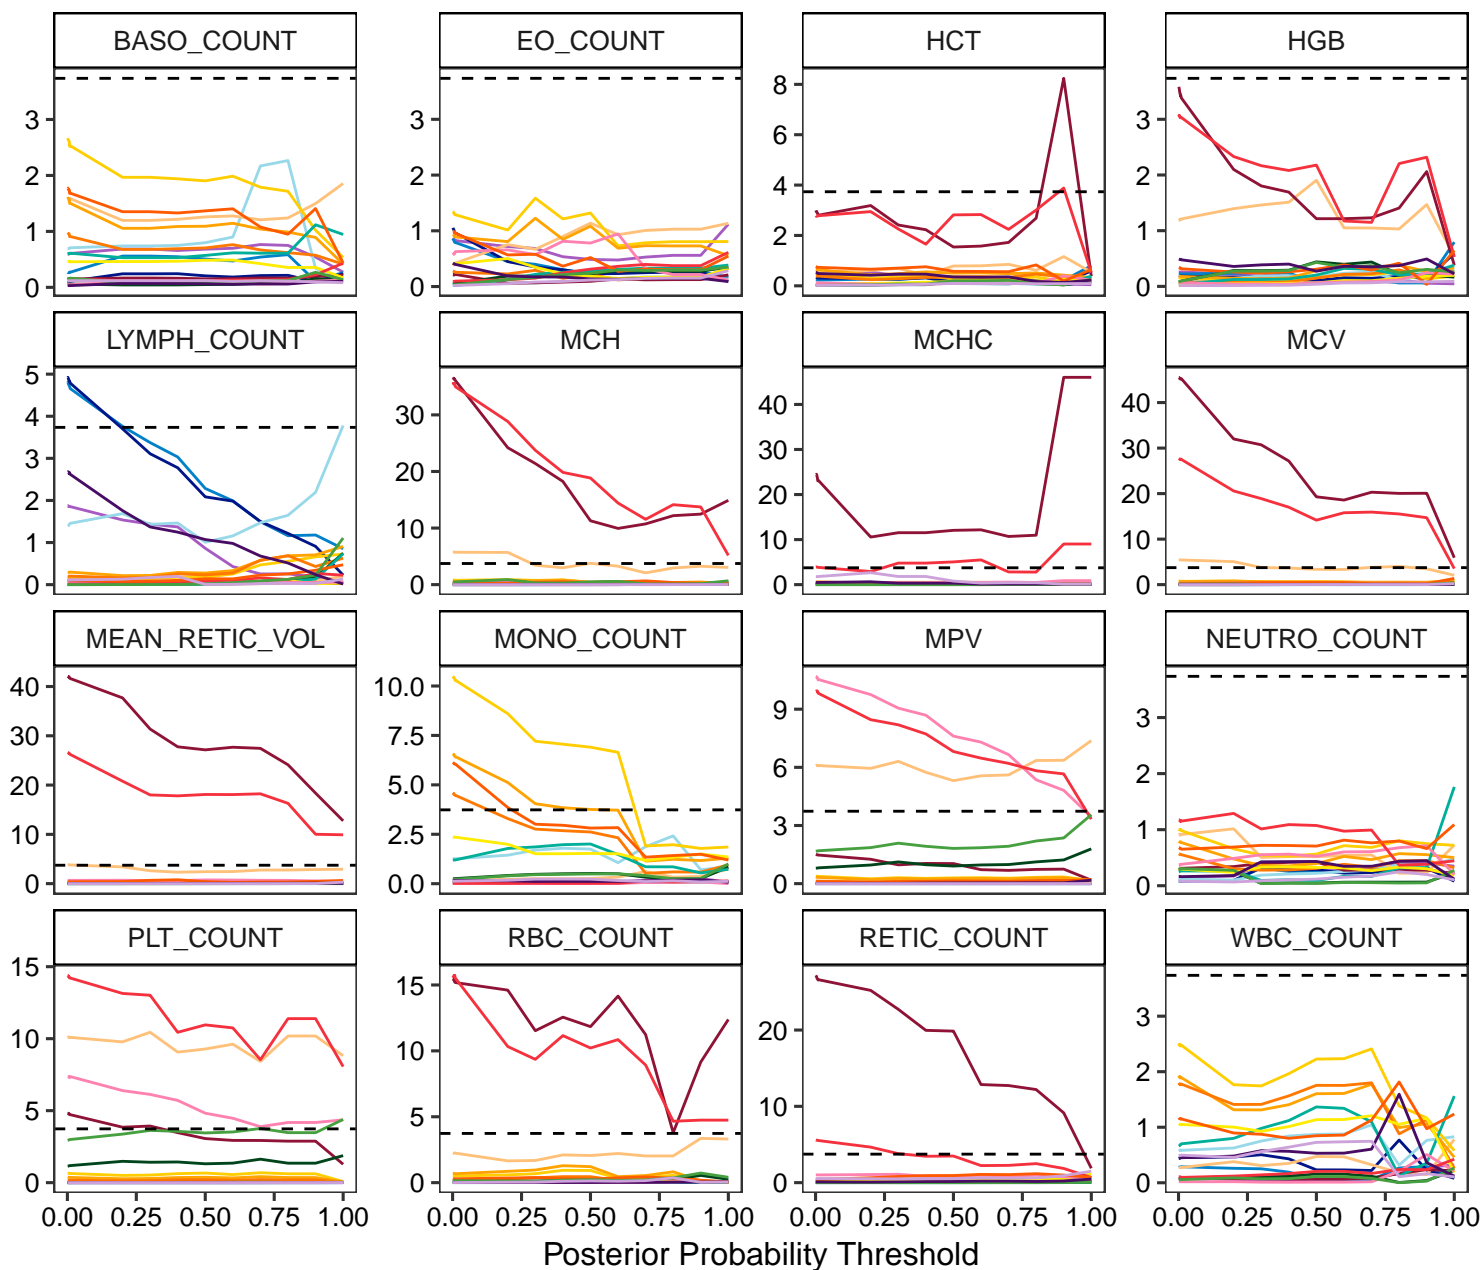 BASO_COUNT EO_COUNT HCT HGB
3 2 1 0
3 2 1 0
8 6 4 2 0
3 2 1 0
LYMPH_COUNT MCH MCHC MCV
5 4 3 2 1 0
30 20 10 0
40 30 20 10 0
40 30 20 10 0
MEAN_RETIC_VOL MONO_COUNT MPV NEUTRO_COUNT
40 30 20 10 0
10.0 7.5 5.0 2.5 0.0
9 6 3 0
3 2 1 0
PLT_COUNT RBC_COUNT RETIC_COUNT WBC_COUNT
15 10 5 0
15 10 5 0
20 10 0
3 2 1 0
0.00 0.25 0.50 0.75 1.00 0.00 0.25 0.50 0.75 1.00 0.00 0.25 0.50 0.75 1.00 0.00 0.25 0.50 0.75 1.00
Posterior Probability Threshold